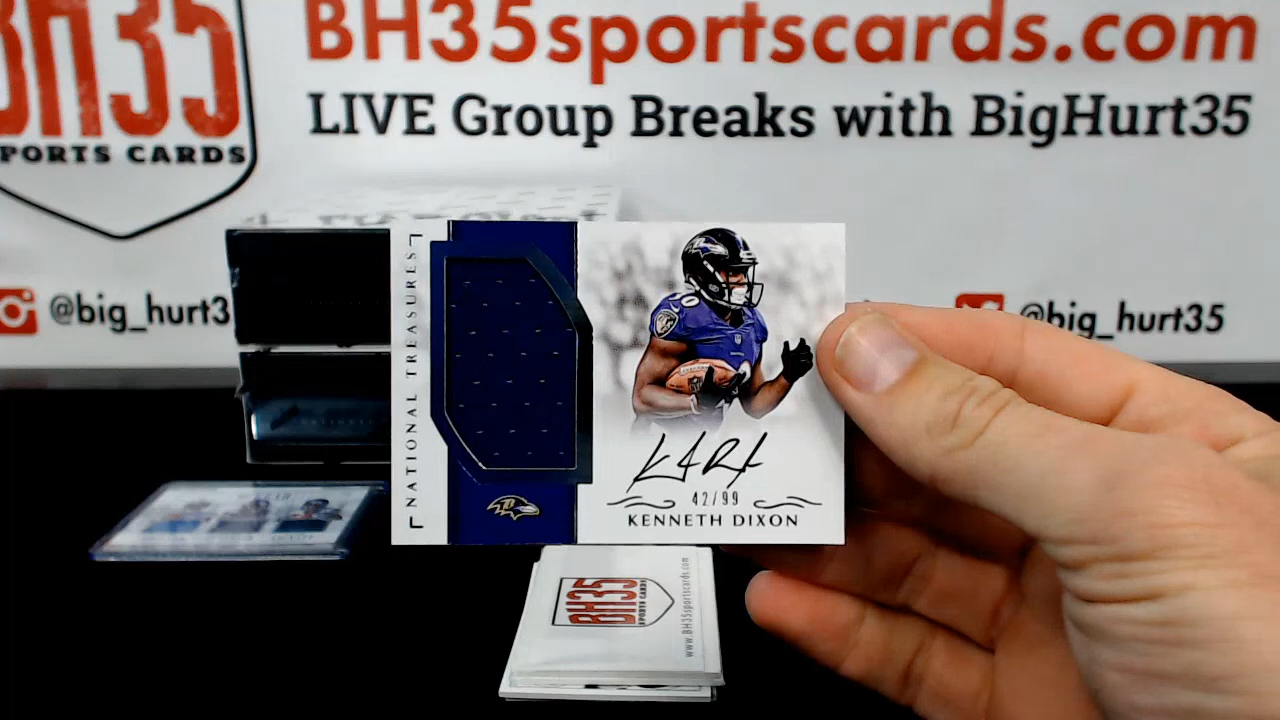 BH35
SPORTS CARDS
BH35sportscards.com
LIVE Group Breaks with BigHurt35
@big_hurt3
@big_hurt35
NATIONAL TREASURES
42/99
KENNETH DIXON
BH35
SPORTS CARDS
www.BH35sportscards.com